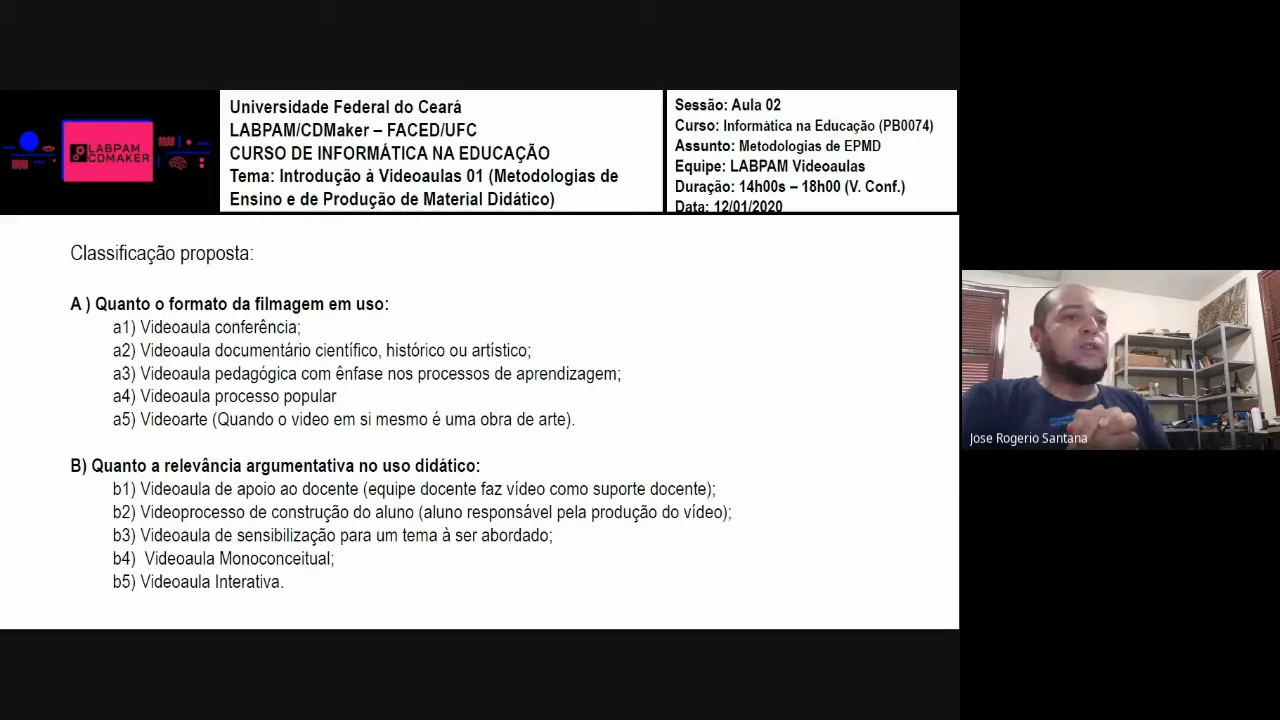 LABPAM
CDMAKER
Universidade Federal do Ceará
LABPAM/CDMaker – FACED/UFC
CURSO DE INFORMÁTICA NA EDUCAÇÃO
Tema: Introdução à Videoaulas 01 (Metodologias de
Ensino e de Produção de Material Didático)
Sessão: Aula 02
Curso: Informática na Educação (PB0074)
Assunto: Metodologias de EPMD
Equipe: LABPAM Videoaulas
Duração: 14h00s – 18h00 (V. Conf.)
Data: 12/01/2020
Classificação proposta:
A ) Quanto o formato da filmagem em uso:
a1) Videoaula conferência;
a2) Videoaula documentário científico, histórico ou artístico;
a3) Videoaula pedagógica com ênfase nos processos de aprendizagem;
a4) Videoaula processo popular
a5) Videoarte (Quando o video em si mesmo é uma obra de arte).
B) Quanto a relevância argumentativa no uso didático:
b1) Videoaula de apoio ao docente (equipe docente faz vídeo como suporte docente);
b2) Videoprocesso de construção do aluno (aluno responsável pela produção do vídeo);
b3) Videoaula de sensibilização para um tema à ser abordado;
b4) Videoaula Monoconceitual;
b5) Videoaula Interativa.
Jose Rogerio Santana